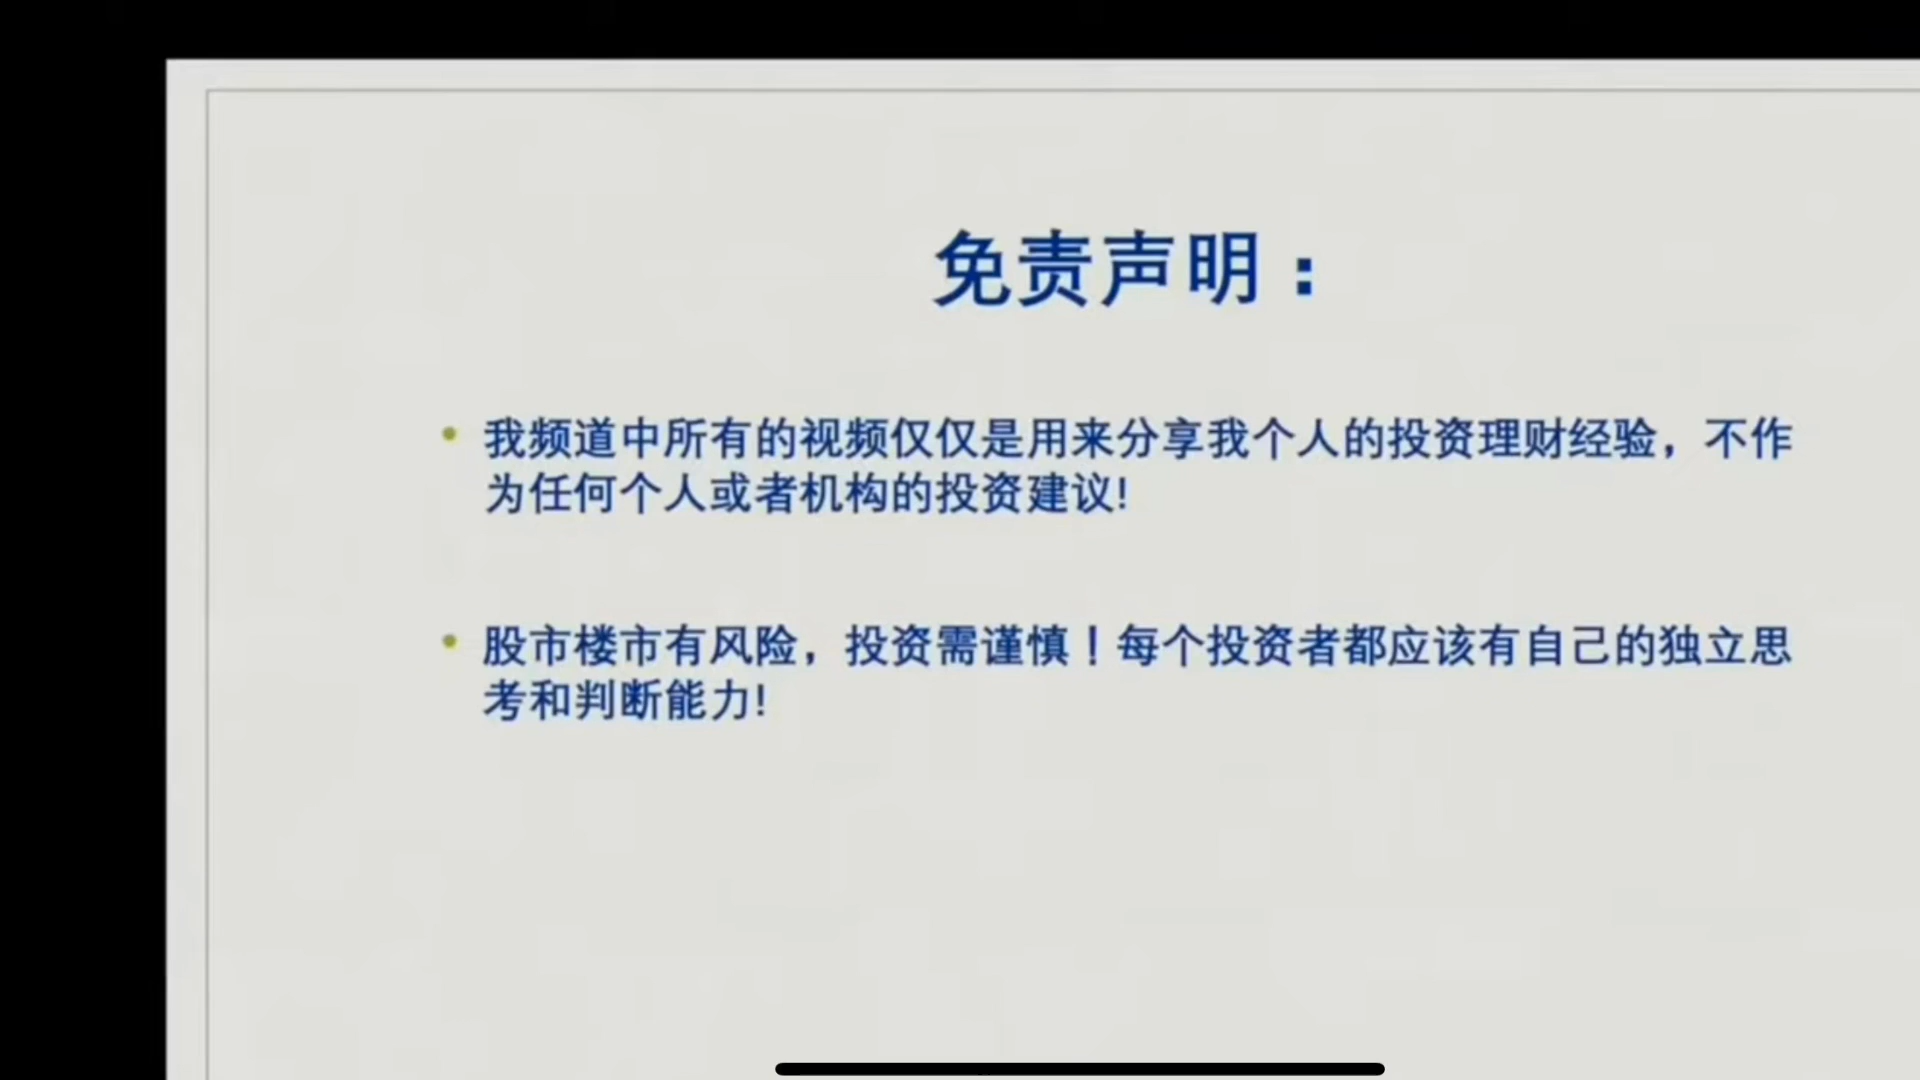 免责声明：
我频道中所有的视频仅仅是用来分享我个人的投资理财经验，不作
为任何个人或者机构的投资建议!
股市楼市有风险，投资需谨慎！每个投资者都应该有自己的独立思
考和判断能力!